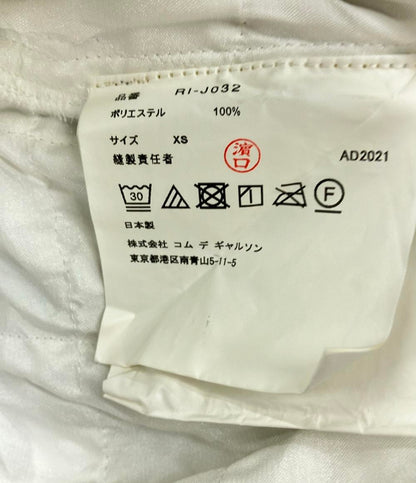 品番 RI-J032
ポリエステル 100%
サイズ XS
縫製責任者 濱口 AD2021
30 1 F
日本製
株式会社 コム デ ギャルソン
東京都港区南青山5-11-5